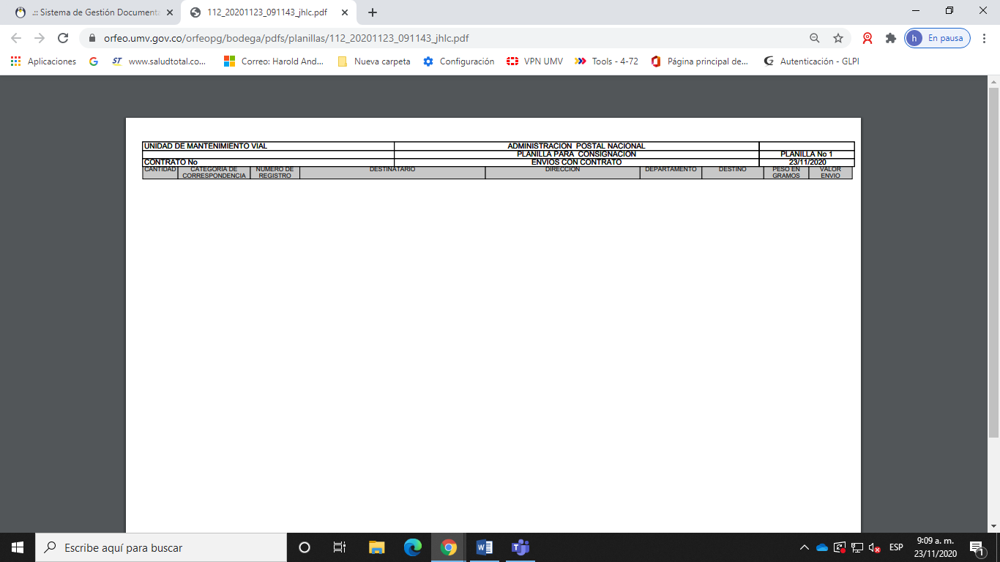 .:: Sistema de Gestión Documenta
112_20201123_091143_jhlc.pdf
orfeo.umv.gov.co/orfeopg/bodega/pdfs/planillas/112_20201123_091143_jhlc.pdf
h En pausa
Aplicaciones
ST www.saludtotal.co...
Correo: Harold And...
Nueva carpeta
Configuración
VPN UMV
Tools - 4-72
Página principal de...
Autenticación - GLPI
UNIDAD DE MANTENIMIENTO VIAL ADMINISTRACION POSTAL NACIONAL
PLANILLA PARA CONSIGNACION PLANILLA No 1
CONTRATO No ENVIOS CON CONTRATO 23/11/2020
CANTIDAD
CATEGORIA DE
CORRESPONDENCIA
NUMERO DE
REGISTRO
DESTINATARIO
DIRECCION
DEPARTAMENTO
DESTINO
PESO EN
GRAMOS
VALOR
ENVIO
Escribe aquí para buscar
ESP
9:09 a. m.
23/11/2020
1